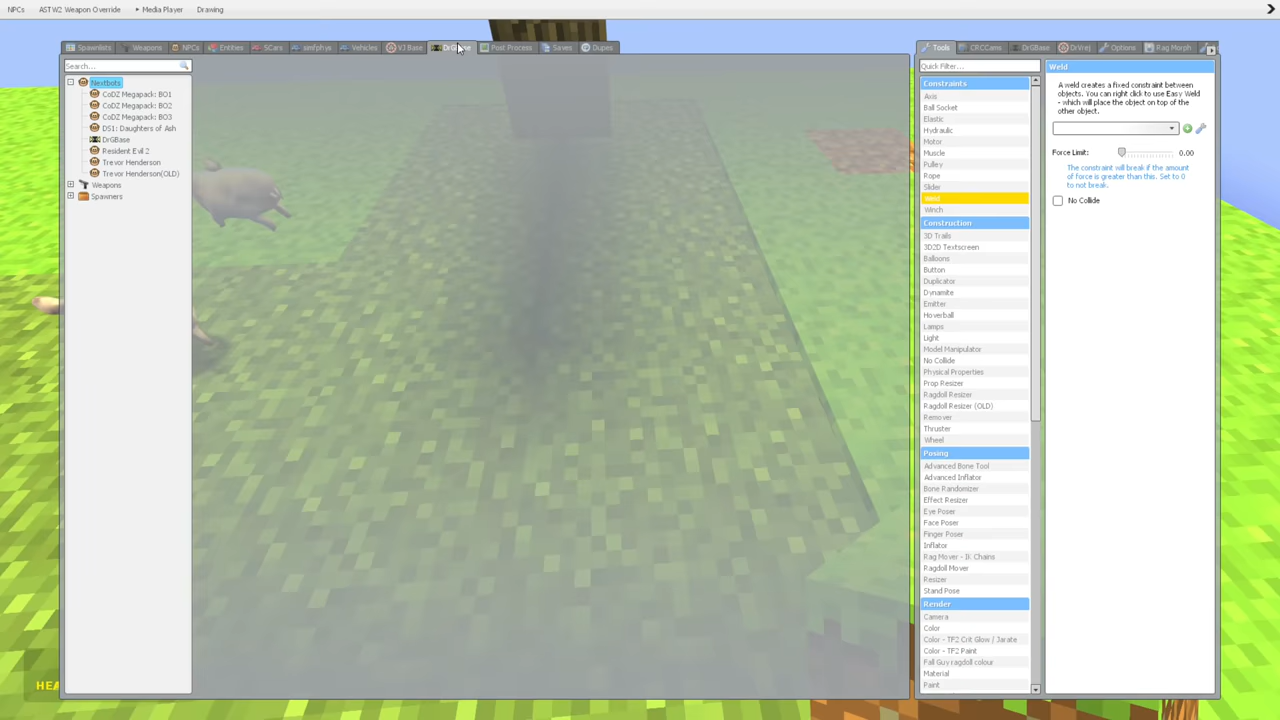 NPCs ASTW2 Weapon Override Media Player Drawing
Spawnlists Weapons NPCs Entities SCars simfphys Vehicles VJ Base Post Process Saves Dupes
Search...
Nextbots
CoDZ Megapack: BO1
CoDZ Megapack: BO2
CoDZ Megapack: BO3
DS1: Daughters of Ash
DrGBase
Resident Evil 2
Trevor Henderson
Trevor Henderson(OLD)
Weapons
Spawners
HEA
Tools CRCCams DrGBase DrVrej Options Rag Morph
Quick Filter...
Constraints
Axis
Ball Socket
Elastic
Hydraulic
Motor
Muscle
Pulley
Rope
Slider
Weld
Winch
Construction
3D Trails
3D2D Textscreen
Balloons
Button
Duplicator
Dynamite
Emitter
Hoverball
Lamps
Light
Model Manipulator
No Collide
Physical Properties
Prop Resizer
Ragdoll Resizer
Ragdoll Resizer (OLD)
Remover
Thruster
Wheel
Posing
Advanced Bone Tool
Advanced Inflator
Bone Randomizer
Effect Resizer
Eye Poser
Face Poser
Finger Poser
Inflator
Rag Mover - IK Chains
Ragdoll Mover
Resizer
Stand Pose
Render
Camera
Color
Color - TF2 Crit Glow / Jarate
Color - TF2 Paint
Fall Guy ragdoll colour
Material
Paint
Weld
A weld creates a fixed constraint between
objects. You can right click to use Easy Weld
- which will place the object on top of the
other object.
Force Limit: 0.00
The constraint will break if the amount
of force is greater than this. Set to 0
to not break.
No Collide